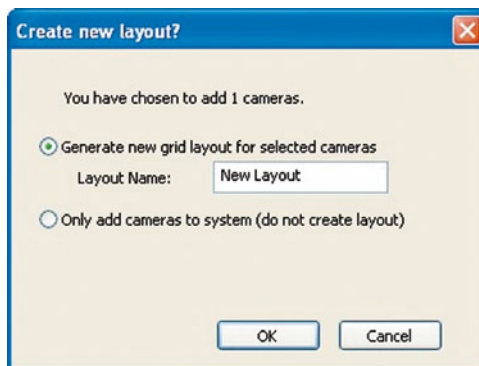 Create new layout?
You have chosen to add 1 cameras.
Generate new grid layout for selected cameras
Layout Name: New Layout
Only add cameras to system (do not create layout)
OK Cancel